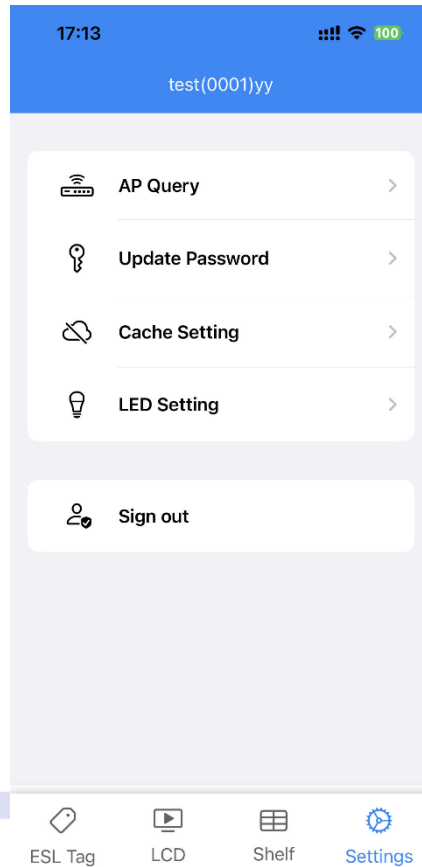 17:13
100
test(0001)yy
AP Query
Update Password
Cache Setting
LED Setting
Sign out
ESL Tag
LCD
Shelf
Settings